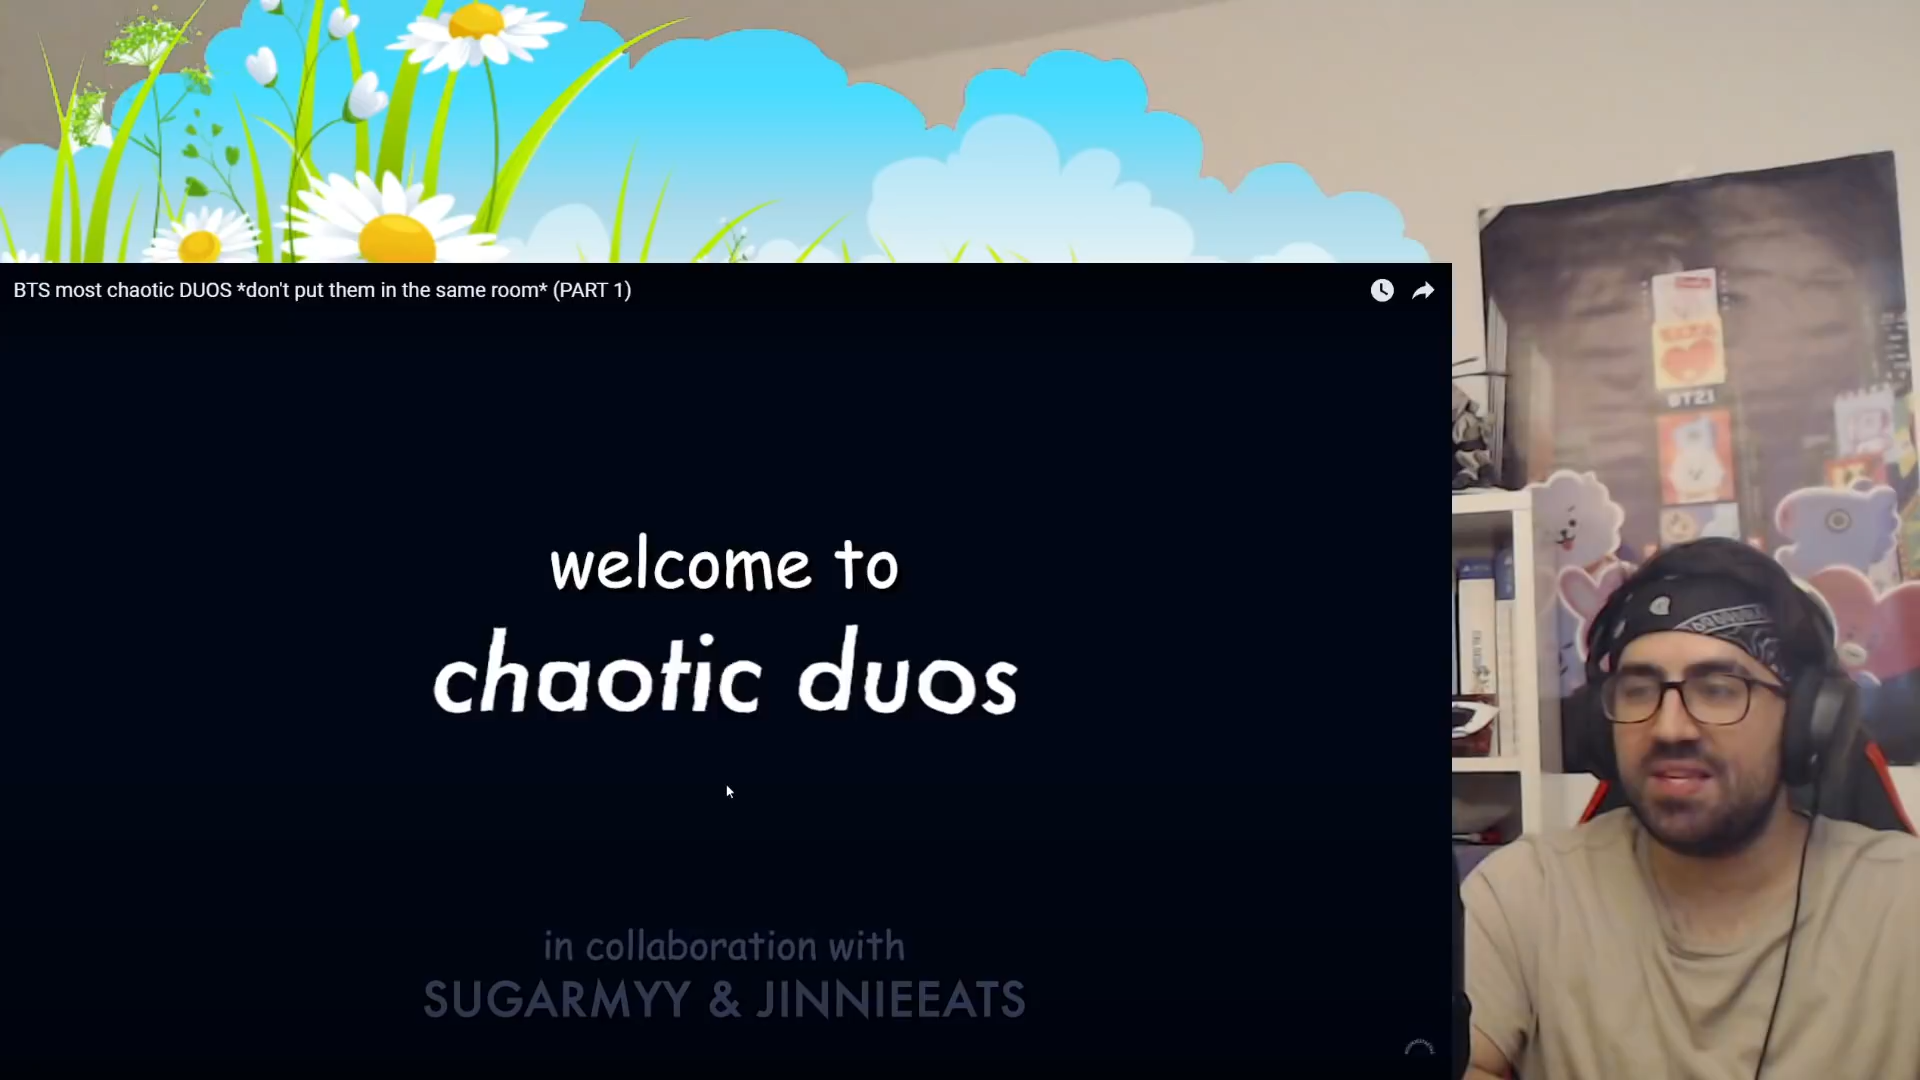 BTS most chaotic DUOS *don't put them in the same room* (PART 1)
BT21
welcome to
chaotic duos
in collaboration with
SUGARMYY & JINNIEEATS